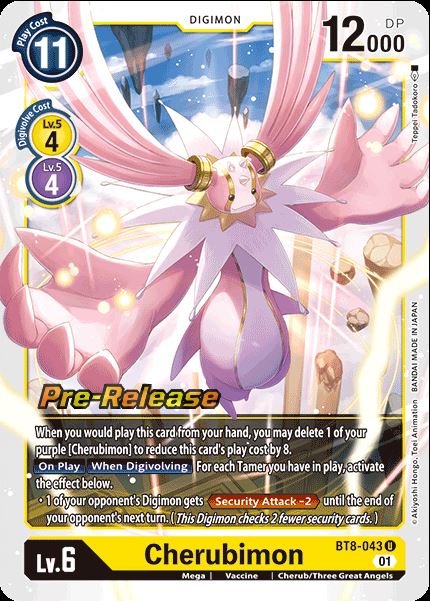 Play Cost
11
DIGIMON
DP
12000
Digivolve Cost
Lv.5
4
Lv.5
4
Teppei Tadokoro
Pre-Release
When you would play this card from your hand, you may delete 1 of your
purple [Cherubimon] to reduce this card's play cost by 8.
On Play When Digivolving For each Tamer you have in play, activate
the effect below.
• 1 of your opponent's Digimon gets Security Attack -2 until the end of
your opponent's next turn. (This Digimon checks 2 fewer security cards.)
©Akiyoshi Hongo, Toei Animation BANDAI MADE IN JAPAN
Lv.6
Cherubimon
BT8-043 U
01
Mega | Vaccine | Cherub/Three Great Angels